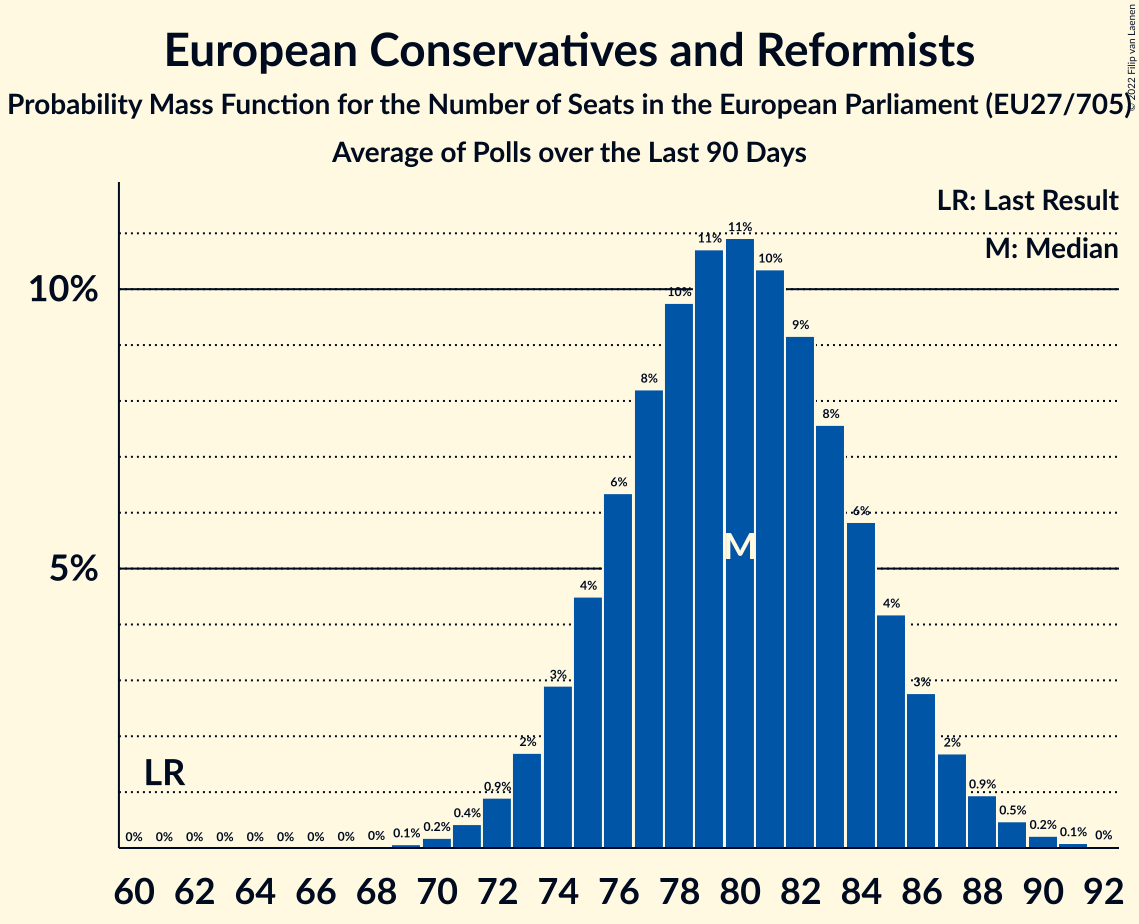 European Conservatives and Reformists
Probability Mass Function for the Number of Seats in the European Parliament (EU27/705)
Average of Polls over the Last 90 Days
© 2022 Filip van Laenen
LR: Last Result
M: Median
10%
5%
LR
M
0% 0% 0% 0% 0% 0% 0% 0% 0% 0.1% 0.2% 0.4% 0.9% 2% 3% 4% 6% 8% 10% 11% 11% 10% 9% 8% 6% 4% 3% 2% 0.9% 0.5% 0.2% 0.1% 0%
60 62 64 66 68 70 72 74 76 78 80 82 84 86 88 90 92